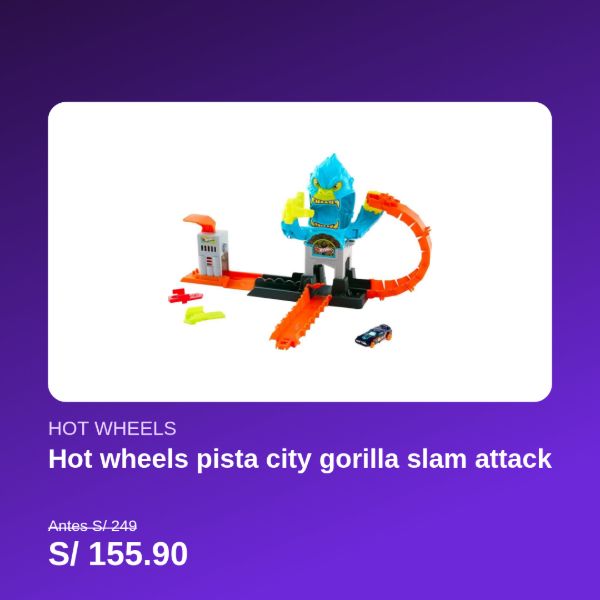 HOT WHEELS
Hot wheels pista city gorilla slam attack
Antes S/ 249
S/ 155.90